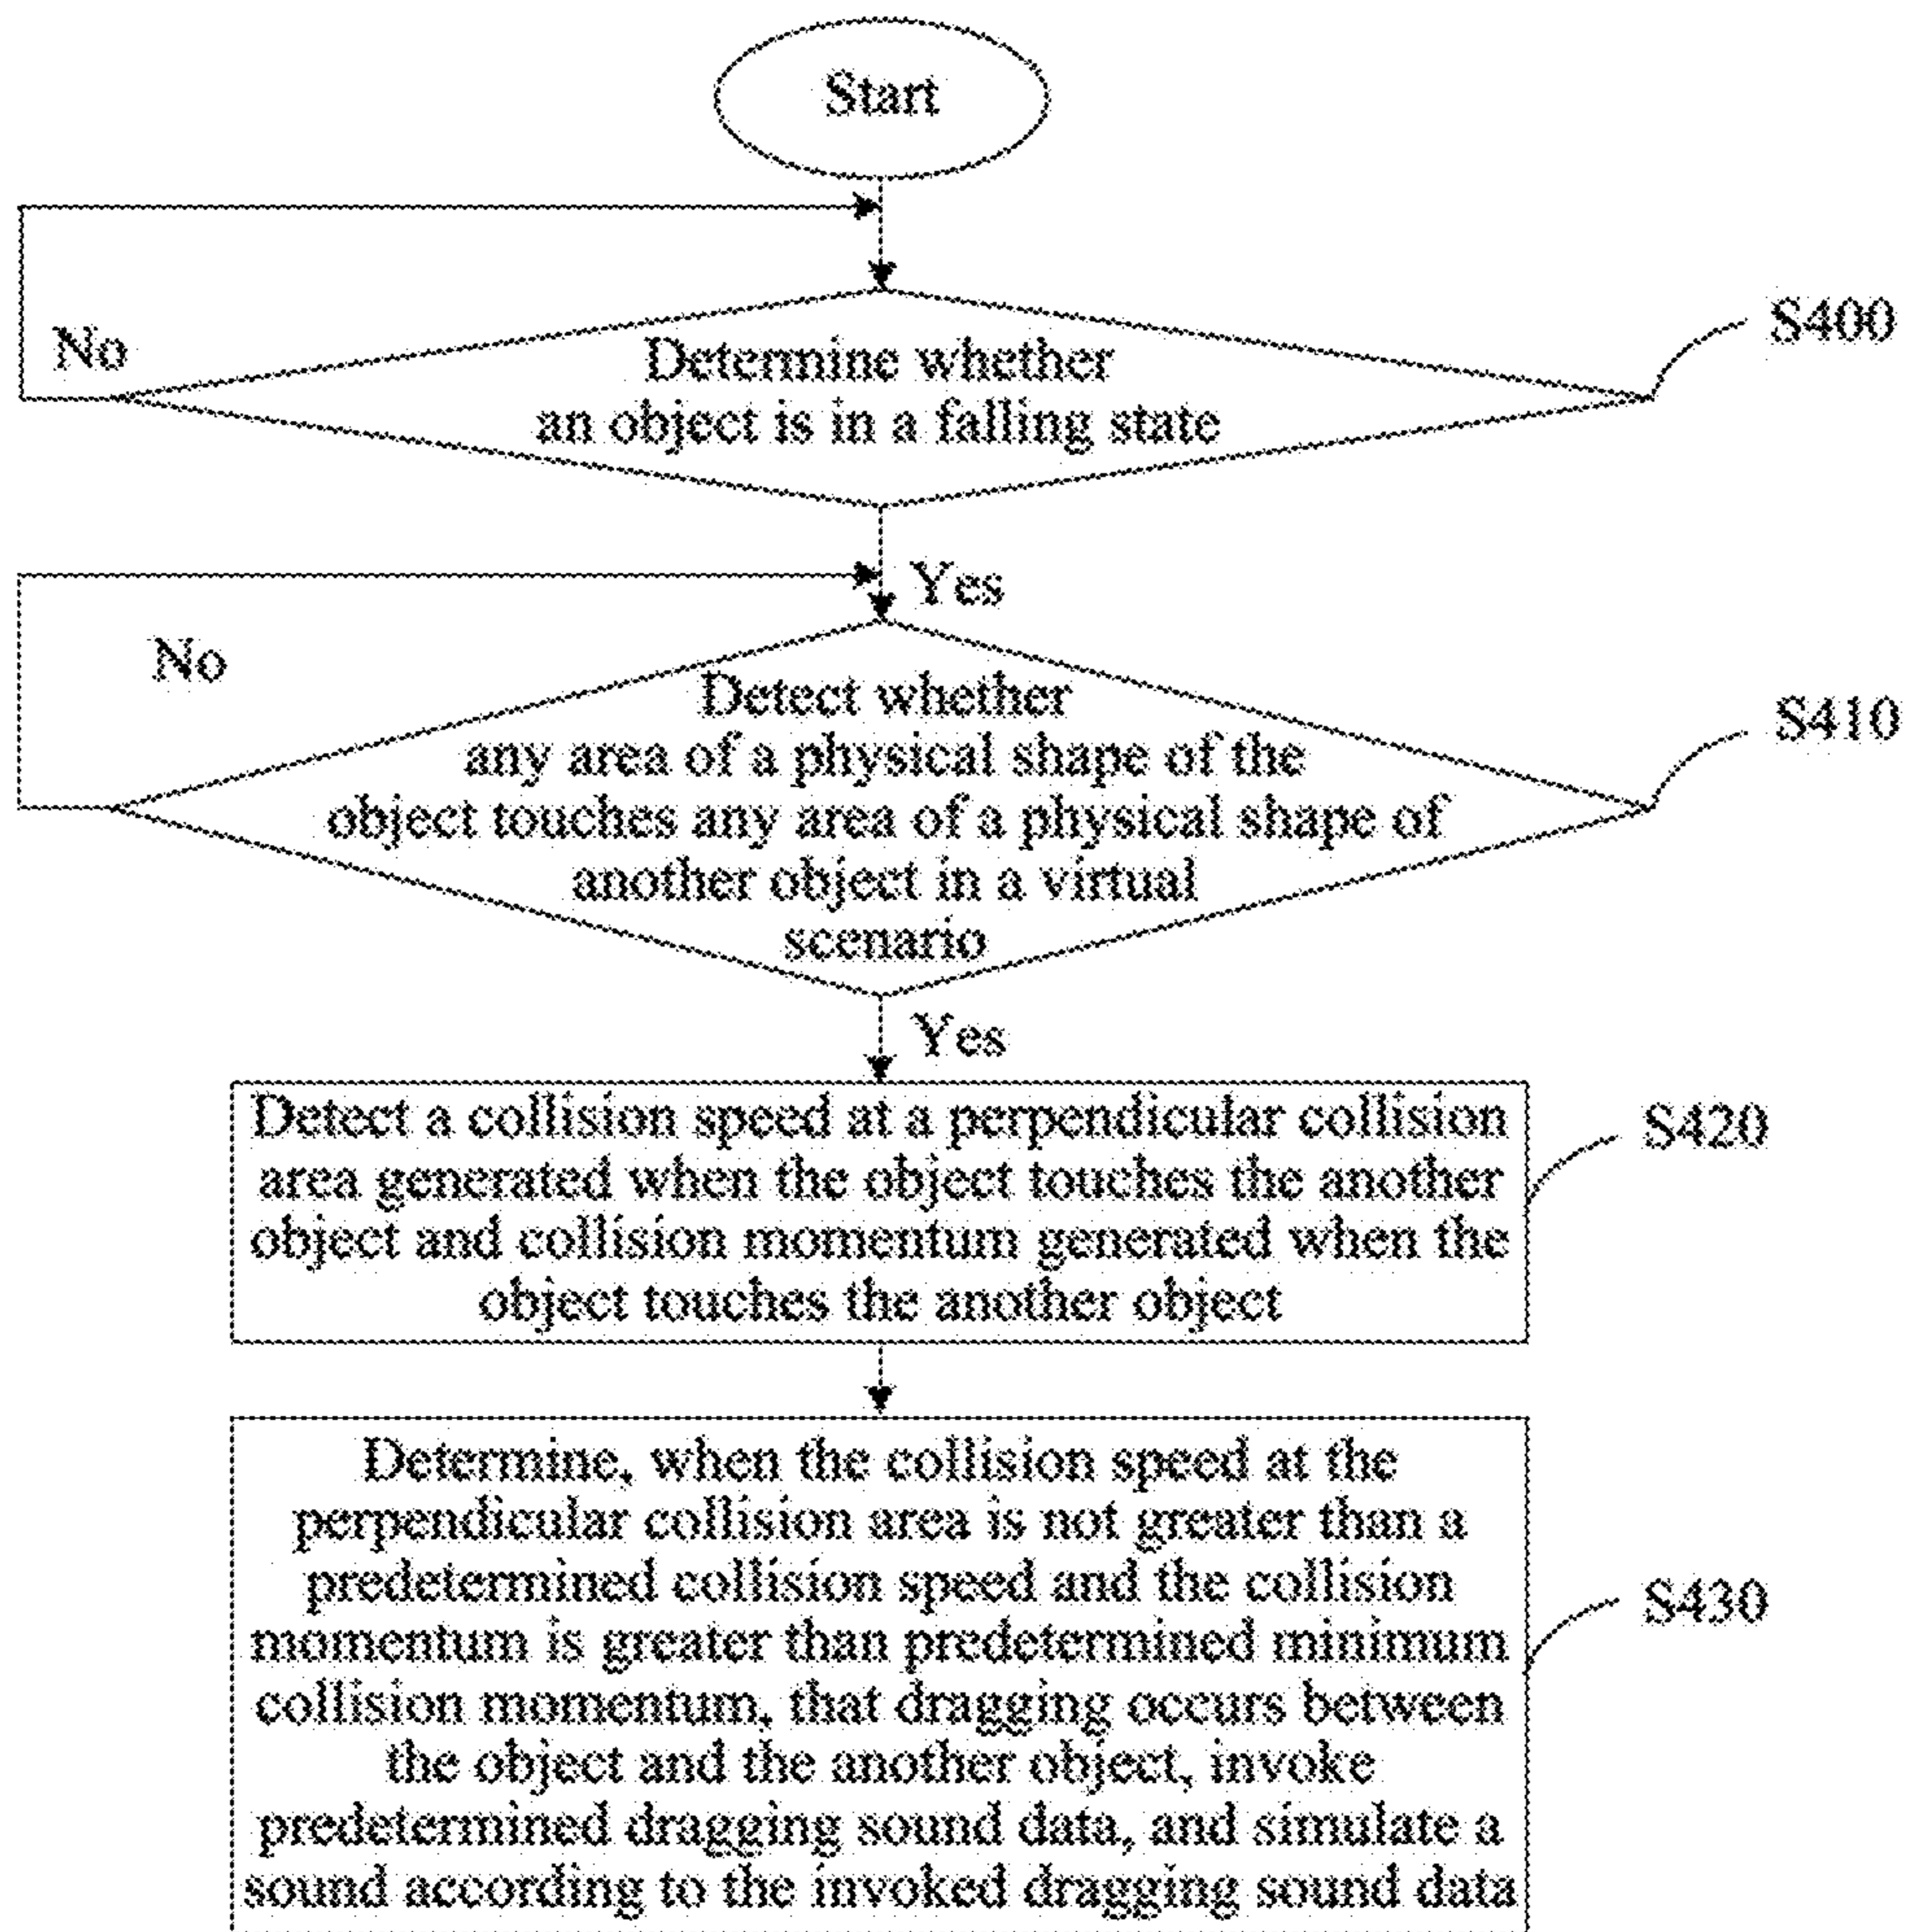 Start
No
Determine whether
an object is in a falling state
S400
Yes
No
Detect whether
any area of a physical shape of the
object touches any area of a physical shape of
another object in a virtual
scenario
S410
Yes
Detect a collision speed at a perpendicular collision
area generated when the object touches the another
object and collision momentum generated when the
object touches the another object
S420
Determine, when the collision speed at the
perpendicular collision area is not greater than a
predetermined collision speed and the collision
momentum is greater than predetermined minimum
collision momentum, that dragging occurs between
the object and the another object, invoke
predetermined dragging sound data, and simulate a
sound according to the invoked dragging sound data
S430